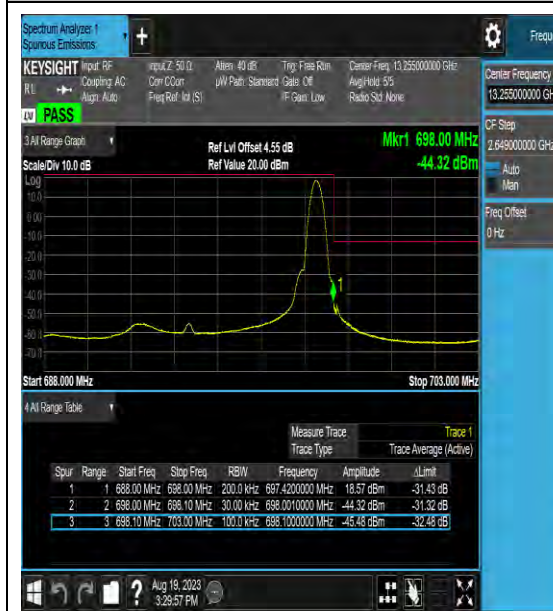 Spectrum Analyzer 1
Spurious Emissions
+
Frequ
KEYSIGHT Input: RF Input Z: 50 Ω Atten: 40 dB Trig: Free Run Center Freq: 13.255000000 GHz
RL Coupling: AC Corr CCorr µW Path: Standard Gate: Off Avg|Hold: 5/5
Align: Auto Freq Ref: Int (S) IF Gain: Low Radio Std: None
PASS
Center Frequency
13.255000000 GH
CF Step
2.649000000 GHz
Auto
Man
Freq Offset
0 Hz
3 All Range Graph
Ref Lvl Offset 4.55 dB Mkr1 698.00 MHz
Scale/Div 10.0 dB Ref Value 20.00 dBm -44.32 dBm
Log
10.0
0.00
-10.0
-20.0
-30.0
-40.0
-50.0
-60.0
-70.0
1
Start 688.000 MHz Stop 703.000 MHz
4 All Range Table
Measure Trace Trace 1
Trace Type Trace Average (Active)
Spur Range Start Freq Stop Freq RBW Frequency Amplitude ΔLimit
1 1 688.00 MHz 698.00 MHz 200.0 kHz 697.4200000 MHz 18.57 dBm -31.43 dB
2 2 698.00 MHz 698.10 MHz 30.00 kHz 698.0010000 MHz -44.32 dBm -31.32 dB
3 3 698.10 MHz 703.00 MHz 100.0 kHz 698.1000000 MHz -45.48 dBm -32.48 dB
? Aug 19, 2023
3:29:57 PM